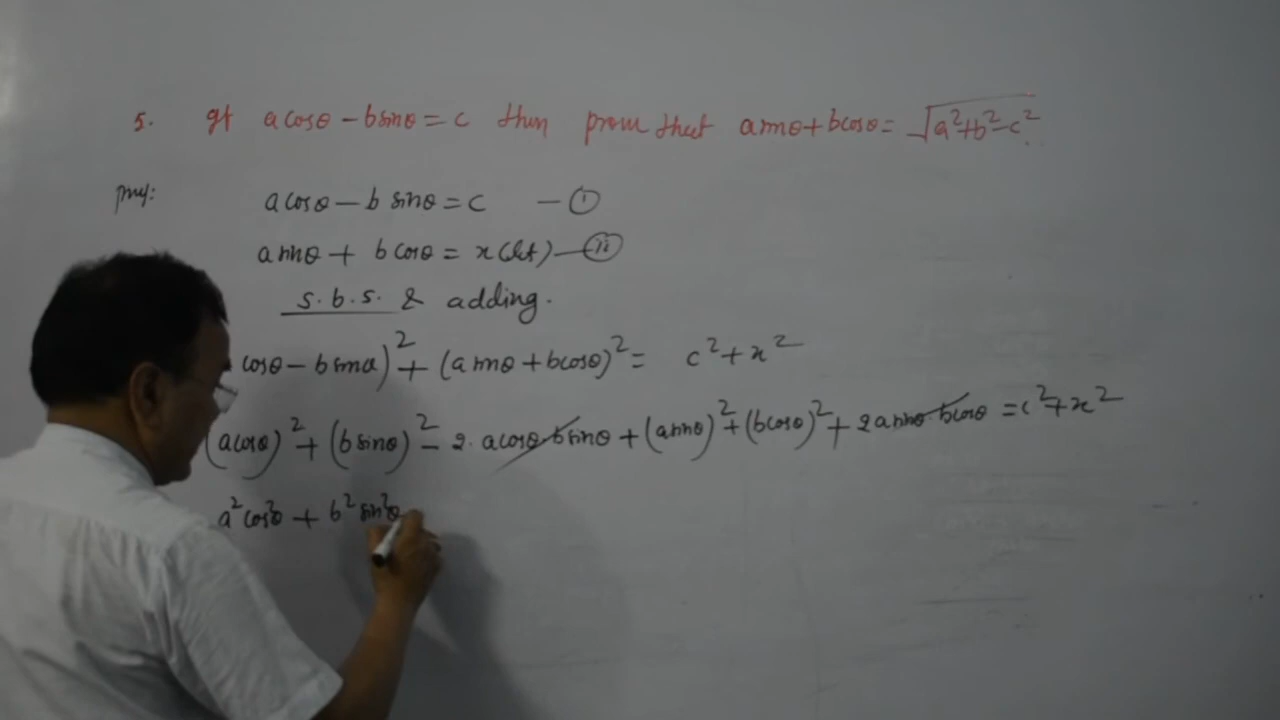 5. If a cosθ - b sinθ = c then prove that a sinθ + b cosθ = √a²+b²-c².
Proof: a cosθ - b sinθ = c - (i)
a sinθ + b cosθ = x (let) - (ii)
S.b.s. & adding.
cosθ - b sinθ)² + (a sinθ + b cosθ)² = c² + x²
(a cosθ)² + (b sinθ)² - 2. a cosθ b sinθ + (a sinθ)² + (b cosθ)² + 2 a sinθ b cosθ = c² + x²
a² cos²θ + b² sin²θ